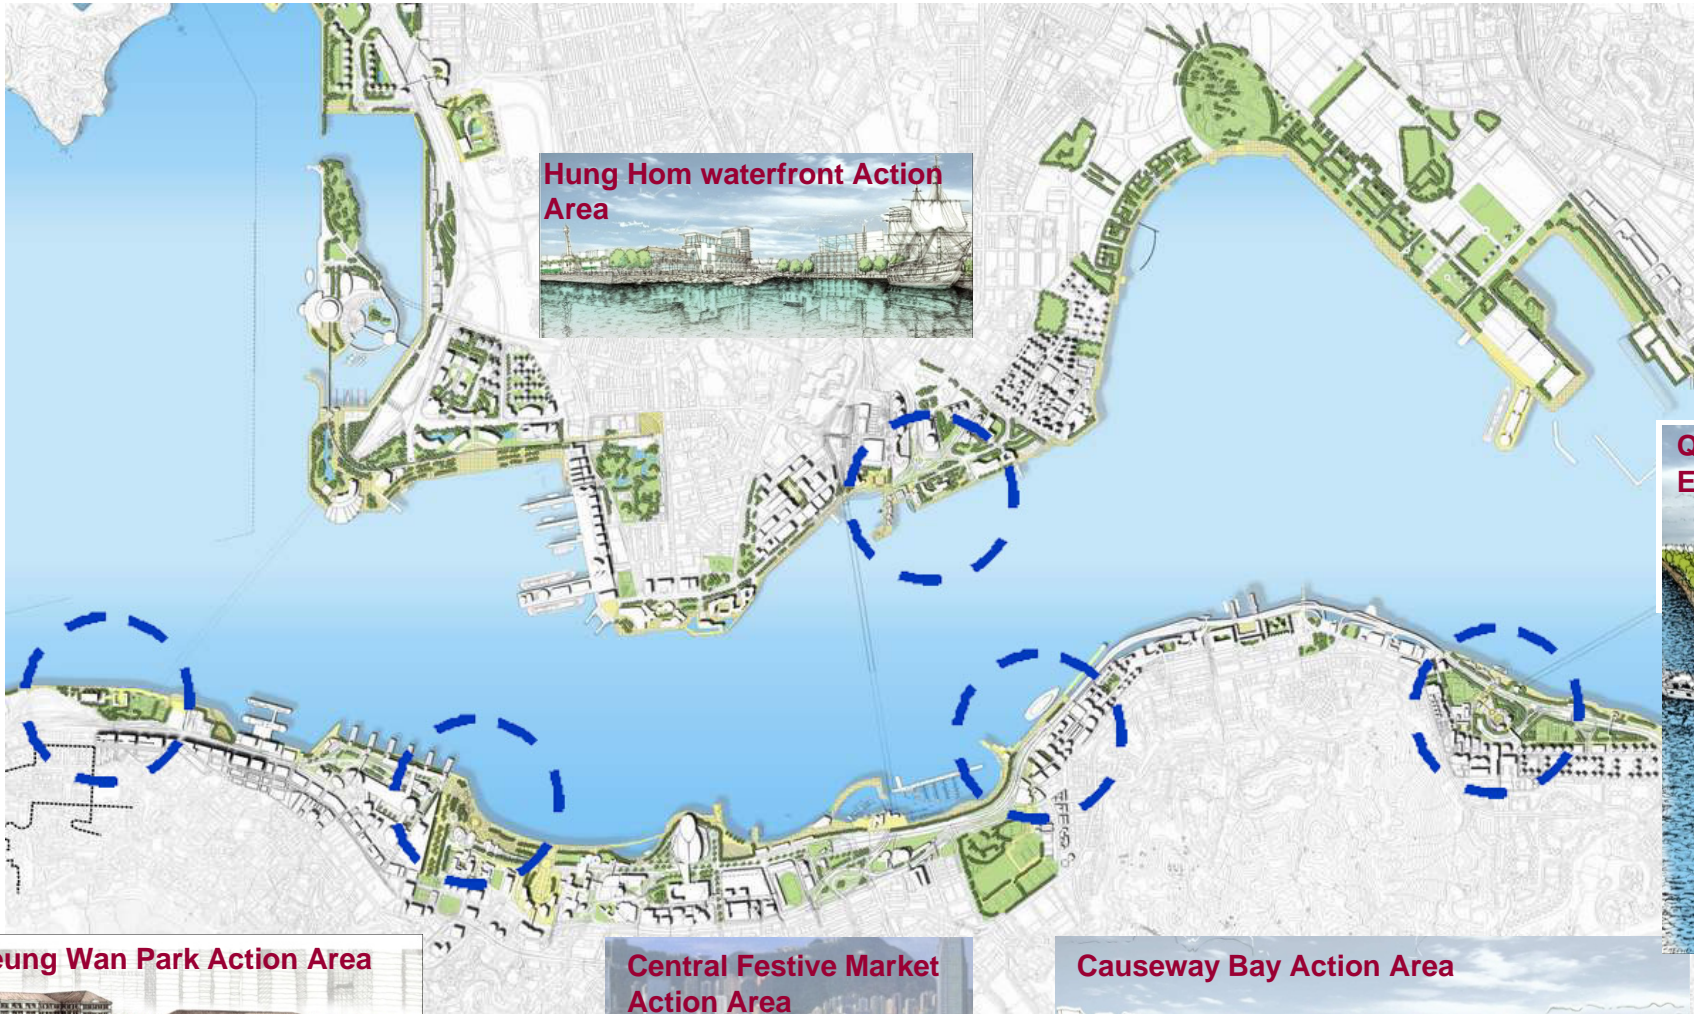 Hung Hom waterfront Action
Area
Q
E
eung Wan Park Action Area
Central Festive Market
Action Area
Causeway Bay Action Area